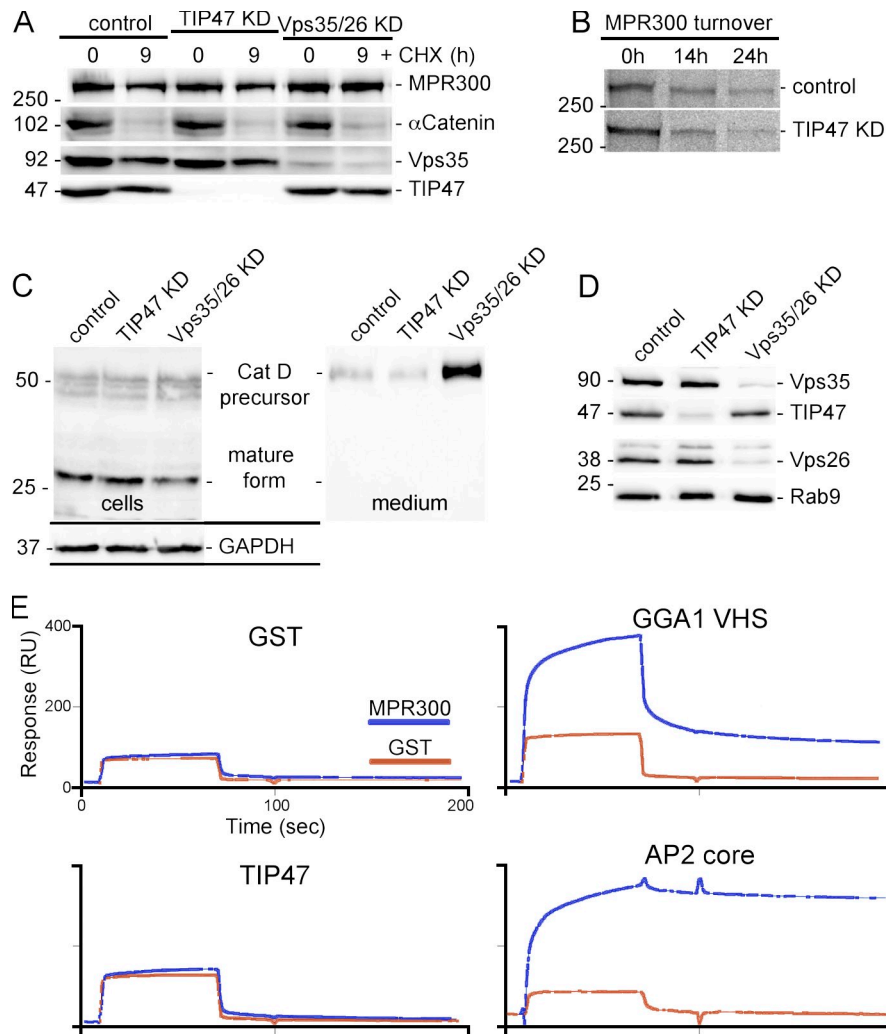 A
control TIP47 KD Vps35/26 KD
0 9 0 9 0 9 + CHX (h)
- MPR300
250 -
102 - - αCatenin
92 - - Vps35
47 - - TIP47
B
MPR300 turnover
0h 14h 24h
- control
250 -
- TIP47 KD
250 -
C
control TIP47 KD Vps35/26 KD
control TIP47 KD Vps35/26 KD
50 - - Cat D -
precursor
mature
25 - - form -
cells medium
37 - - GAPDH
D
control TIP47 KD Vps35/26 KD
90 - - Vps35
47 - - TIP47
38 - - Vps26
25 -
- Rab9
E
GST
400
200
0
Response (RU)
MPR300
GST
0 100 200
Time (sec)
GGA1 VHS
TIP47
AP2 core